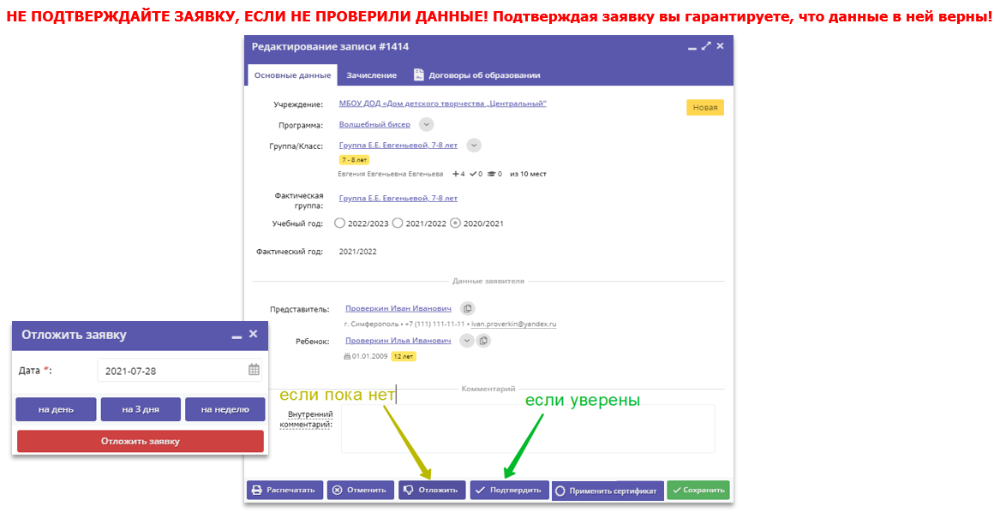 НЕ ПОДТВЕРЖДАЙТЕ ЗАЯВКУ, ЕСЛИ НЕ ПРОВЕРИЛИ ДАННЫЕ! Подтверждая заявку вы гарантируете, что данные в ней верны!
Редактирование записи #1414
Основные данные Зачисление Договоры об образовании
Учреждение: МБОУ ДОД «Дом детского творчества „Центральный“ Новая
Программа: Волшебный бисер
Группа/Класс: Группа Е.Е. Евгеньевой, 7-8 лет
7 - 8 лет
Евгения Евгеньевна Евгеньева 4 0 0 из 10 мест
Фактическая группа: Группа Е.Е. Евгеньевой, 7-8 лет
Учебный год: 2022/2023 2021/2022 2020/2021
Фактический год: 2021/2022
Данные заявителя
Представитель: Проверкин Иван Иванович
г. Симферополь • +7 (111) 111-11-11 • ivan.proverkin@yandex.ru
Ребенок: Проверкин Илья Иванович
01.01.2009 12 лет
Комментарий
если пока нет
если уверены
Внутренний комментарий:
Распечатать Отменить Отложить Подтвердить Применить сертификат Сохранить
Отложить заявку
Дата *: 2021-07-28
на день на 3 дня на неделю
Отложить заявку